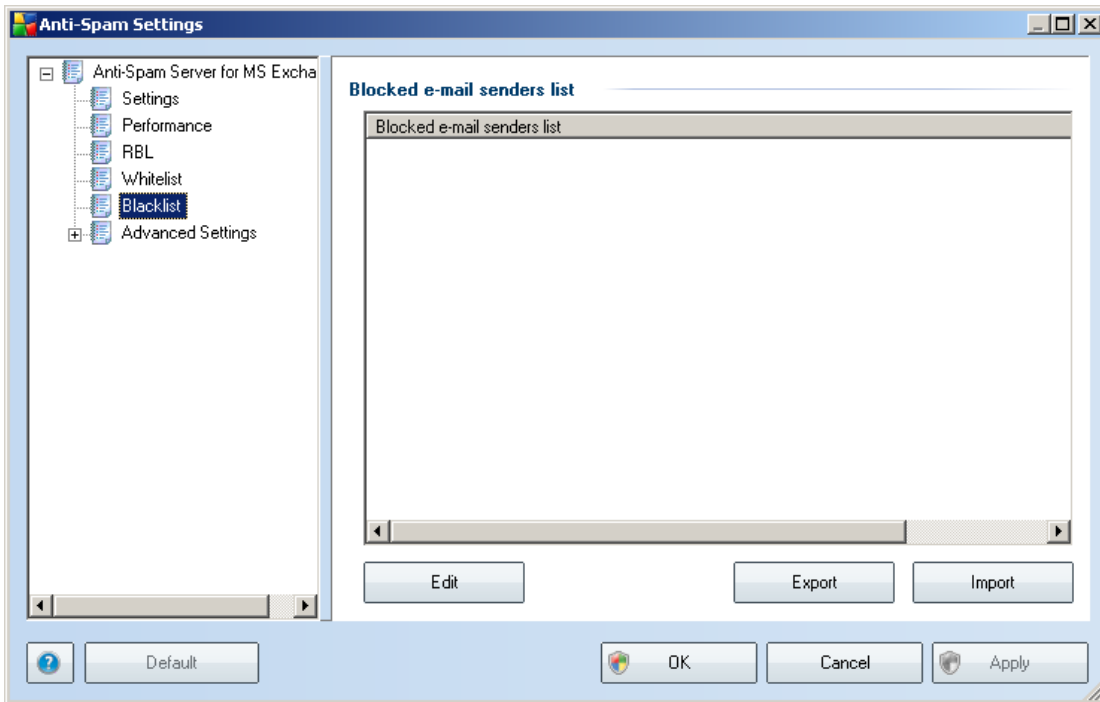 Anti-Spam Settings
Anti-Spam Server for MS Excha
Settings
Performance
RBL
Whitelist
Blacklist
Advanced Settings
Blocked e-mail senders list
Blocked e-mail senders list
Edit
Export
Import
Default
OK
Cancel
Apply